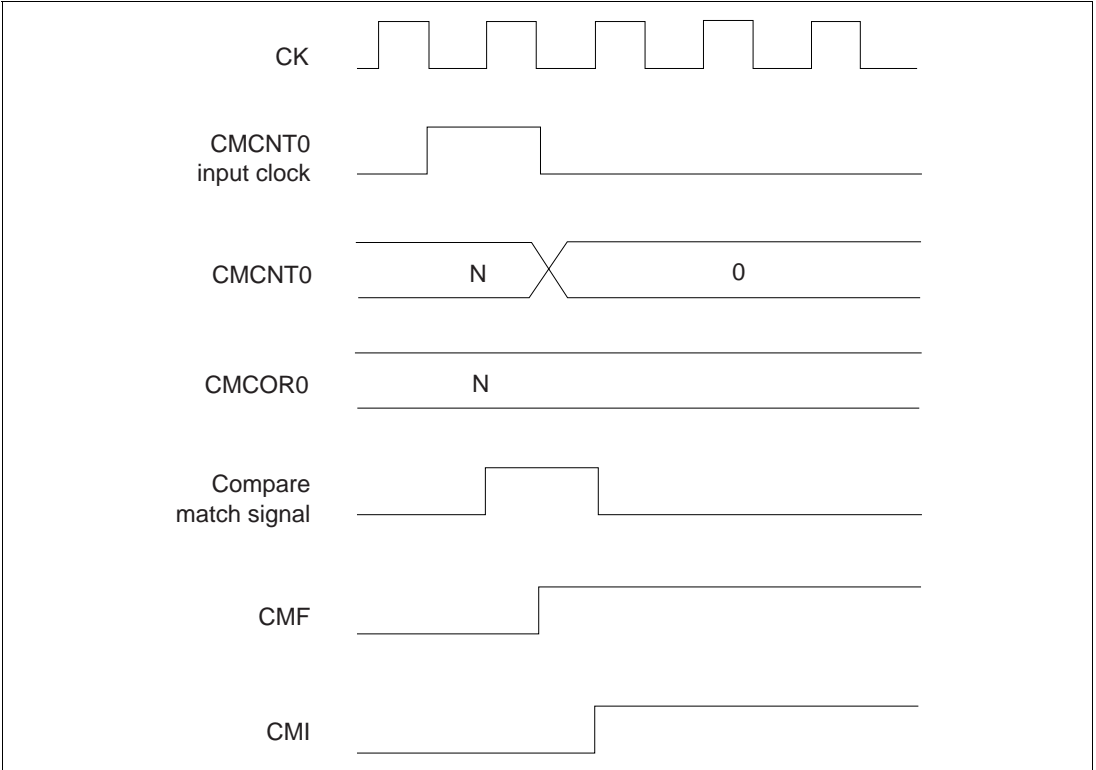 CK
CMCNT0
input clock
CMCNT0
N
0
CMCOR0
N
Compare
match signal
CMF
CMI